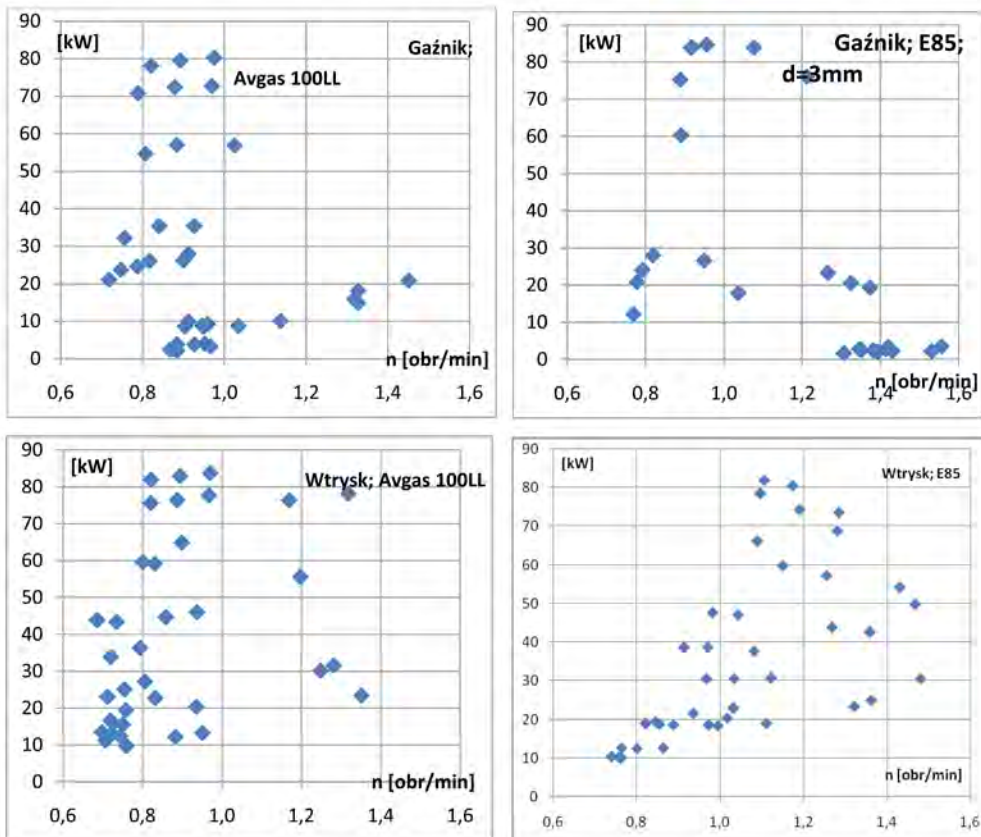 90
80
70
60
50
40
30
20
10
0
[kW]
Gaźnik;
Avgas 100LL
n [obr/min]
0,6 0,8 1,0 1,2 1,4 1,6
90
80
70
60
50
40
30
20
10
0
[kW]
Gaźnik; E85;
d=3mm
n [obr/min]
0,6 0,8 1,0 1,2 1,4 1,6
90
80
70
60
50
40
30
20
10
0
[kW]
Wtrysk; Avgas 100LL
n [obr/min]
0,6 0,8 1,0 1,2 1,4 1,6
90
80
70
60
50
40
30
20
10
0
[kW]
Wtrysk; E85
n [obr/min]
0,6 0,8 1,0 1,2 1,4 1,6